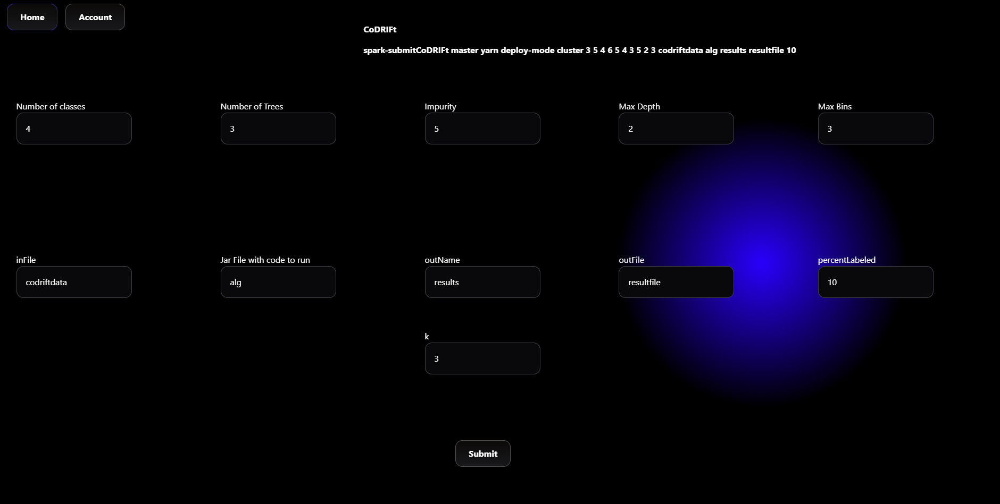 Home Account
CoDRIFt
spark-submitCoDRIFt master yarn deploy-mode cluster 3 5 4 6 5 4 3 5 2 3 codriftdata alg results resultfile 10
Number of classes Number of Trees Impurity Max Depth Max Bins
4 3 5 2 3
inFile Jar File with code to run outName outFile percentLabeled
codriftdata alg results resultfile 10
k
3
Submit